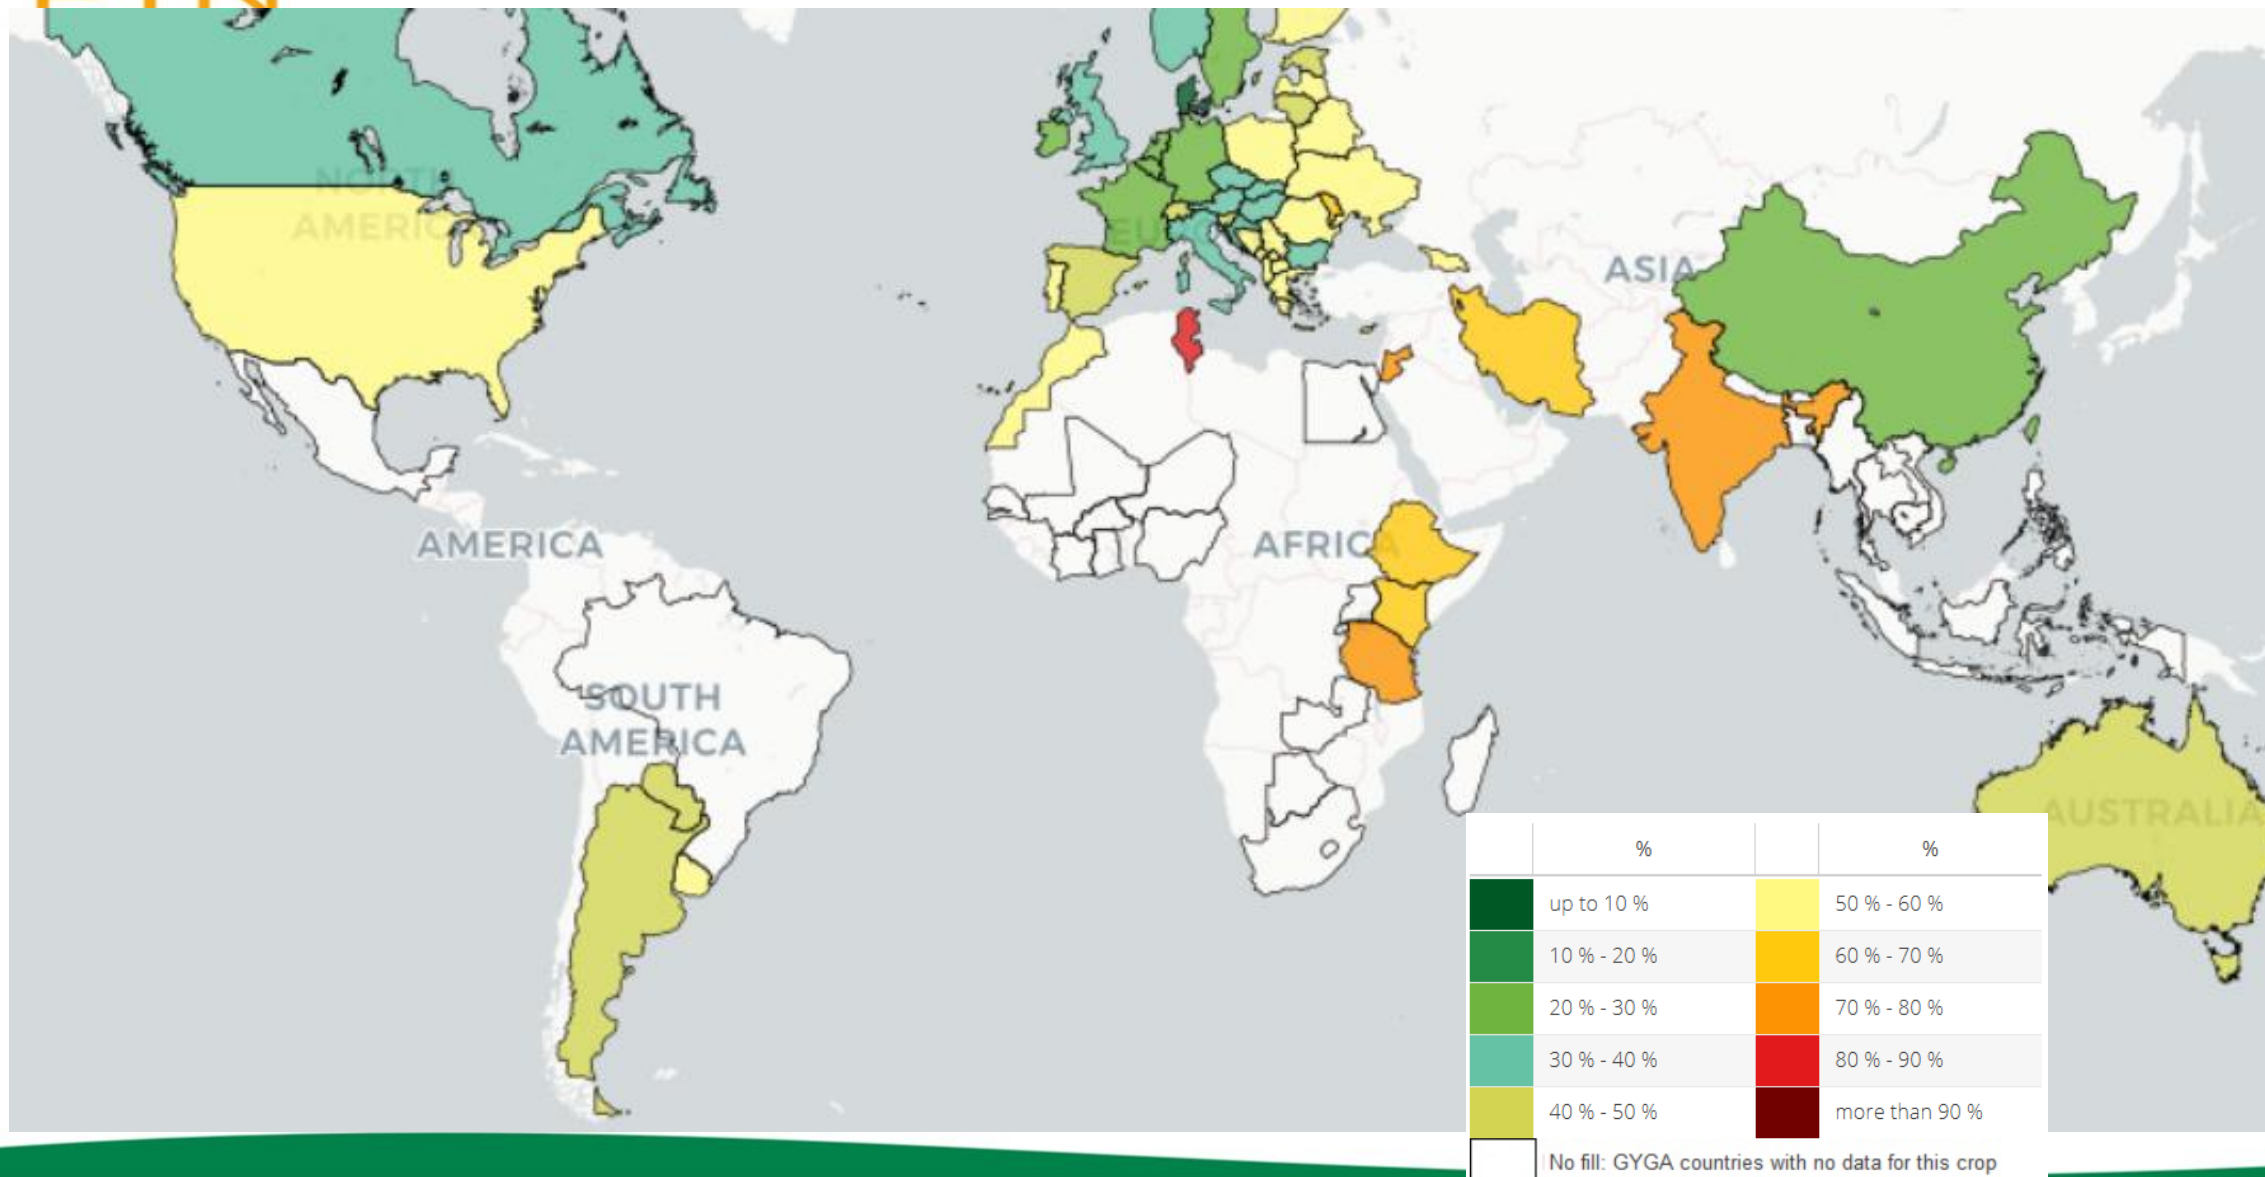 NORTH
AMERIC
EUR
ASIA
AMERICA
AFRICA
SOUTH
AMERICA
AUSTRALIA
% %
up to 10 % 50 % - 60 %
10 % - 20 % 60 % - 70 %
20 % - 30 % 70 % - 80 %
30 % - 40 % 80 % - 90 %
40 % - 50 % more than 90 %
No fill: GYGA countries with no data for this crop